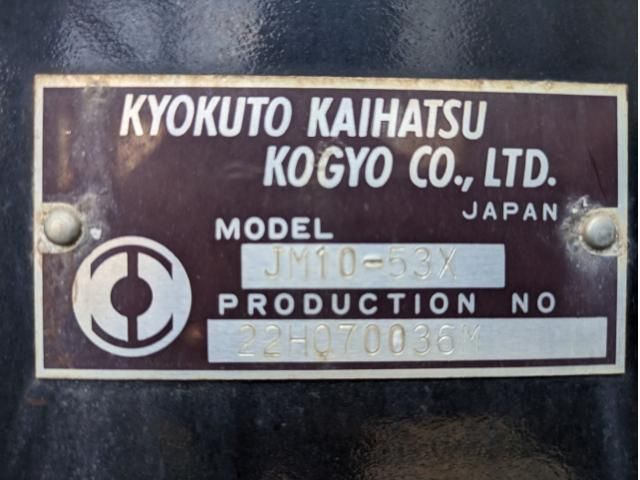 KYOKUTO KAIHATSU
KOGYO CO., LTD.
JAPAN
MODEL
JM10-53X
PRODUCTION NO
22HQ70036M